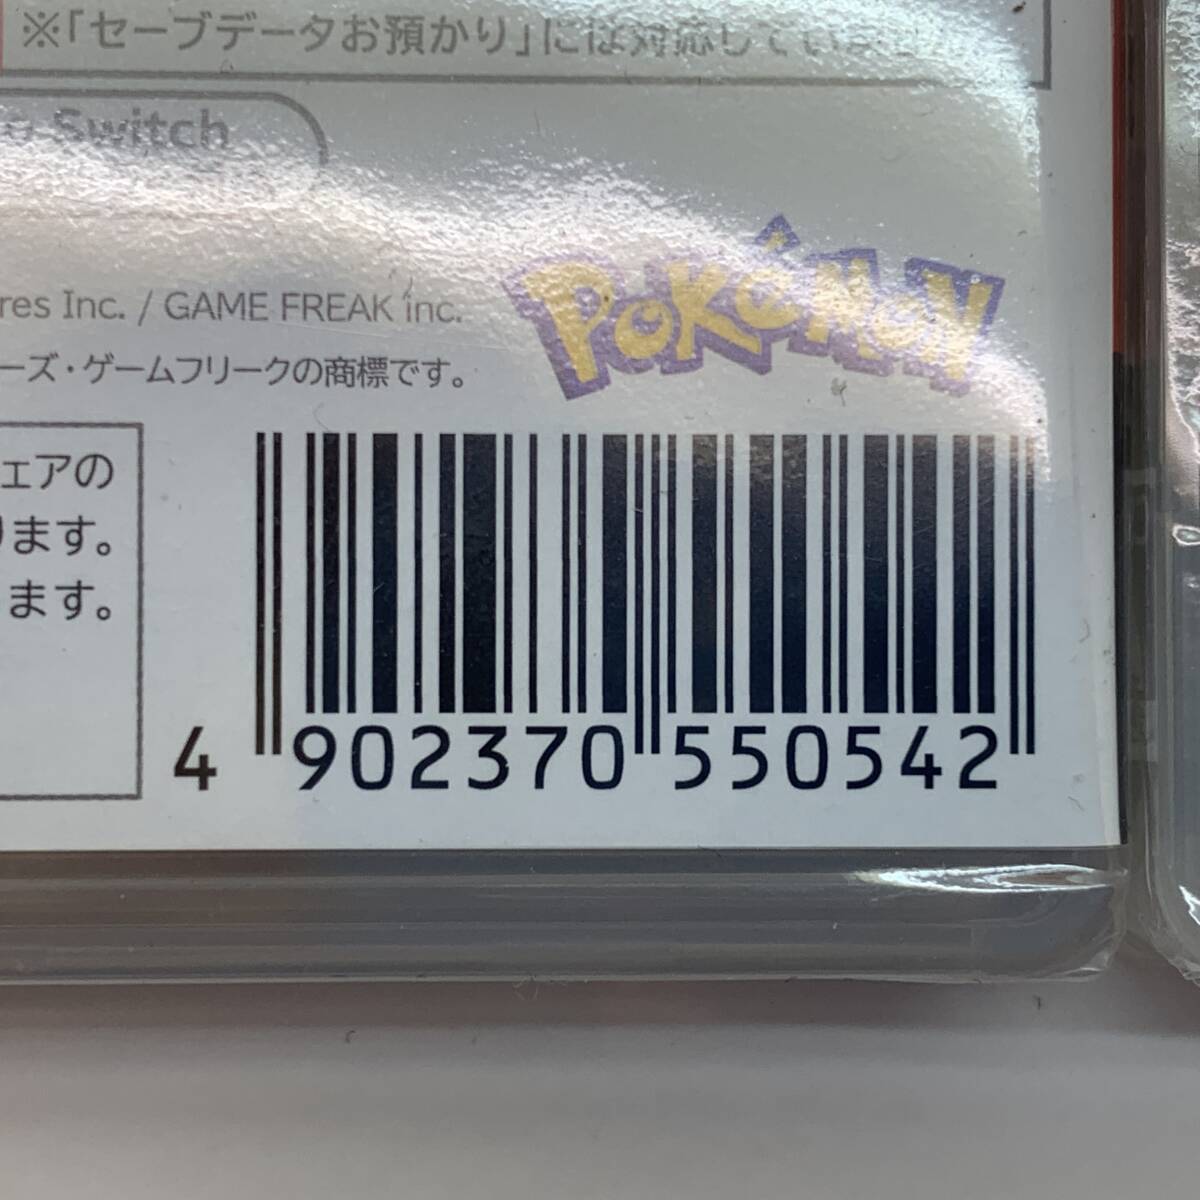 ※「セーブデータお預かり」には対応していません。
Switch
res Inc. / GAME FREAK inc.
ーズ・ゲームフリークの商標です。
POKéMON
ェアの
ります。
ます。
4 902370 550542